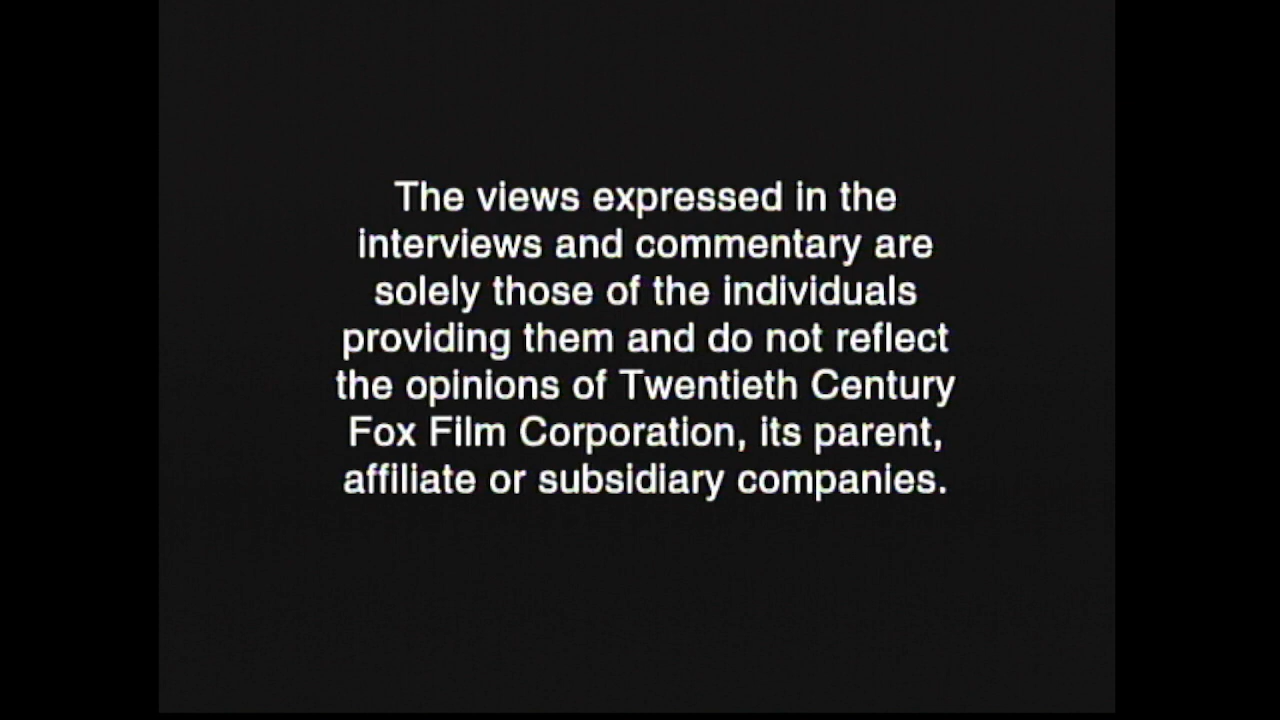 The views expressed in the
interviews and commentary are
solely those of the individuals
providing them and do not reflect
the opinions of Twentieth Century
Fox Film Corporation, its parent,
affiliate or subsidiary companies.